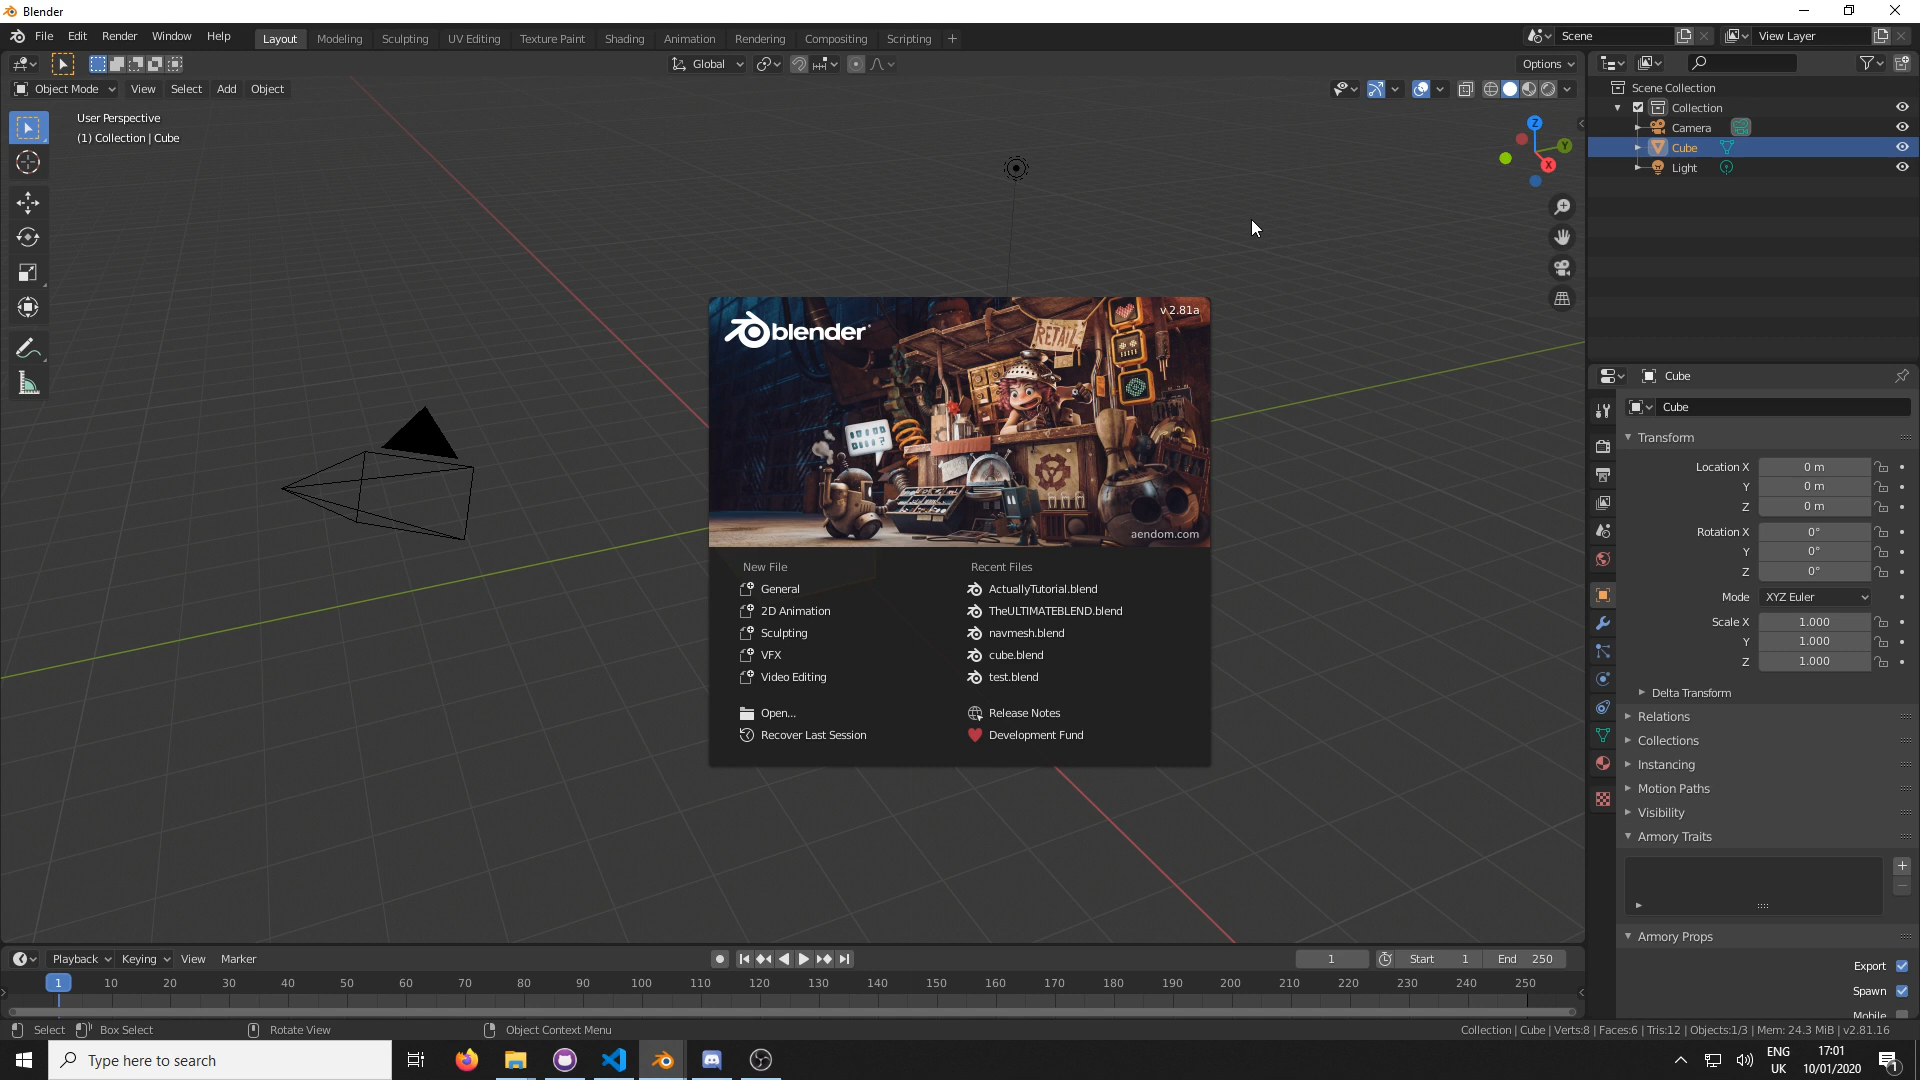 Blender
File Edit Render Window Help
Layout Modeling Sculpting UV Editing Texture Paint Shading Animation Rendering Compositing Scripting +
Scene
View Layer
Global
Options
Object Mode View Select Add Object
User Perspective
(1) Collection | Cube
Z
Y
X
Scene Collection
Collection
Camera
Cube
Light
blender
v 2.81a
RETAIL
aendom.com
New File
General
2D Animation
Sculpting
VFX
Video Editing
Open...
Recover Last Session
Recent Files
ActuallyTutorial.blend
TheULTIMATEBLEND.blend
navmesh.blend
cube.blend
test.blend
Release Notes
Development Fund
Cube
Cube
Transform
Location X 0 m
Y 0 m
Z 0 m
Rotation X 0°
Y 0°
Z 0°
Mode XYZ Euler
Scale X 1.000
Y 1.000
Z 1.000
Delta Transform
Relations
Collections
Instancing
Motion Paths
Visibility
Armory Traits
Armory Props
Export
Spawn
Mobile
Playback Keying View Marker
1 Start 1 End 250
1 10 20 30 40 50 60 70 80 90 100 110 120 130 140 150 160 170 180 190 200 210 220 230 240 250
Select Box Select Rotate View Object Context Menu
Collection | Cube | Verts:8 | Faces:6 | Tris:12 | Objects:1/3 | Mem: 24.3 MiB | v2.81.16
Type here to search
ENG
UK
17:01
10/01/2020
1